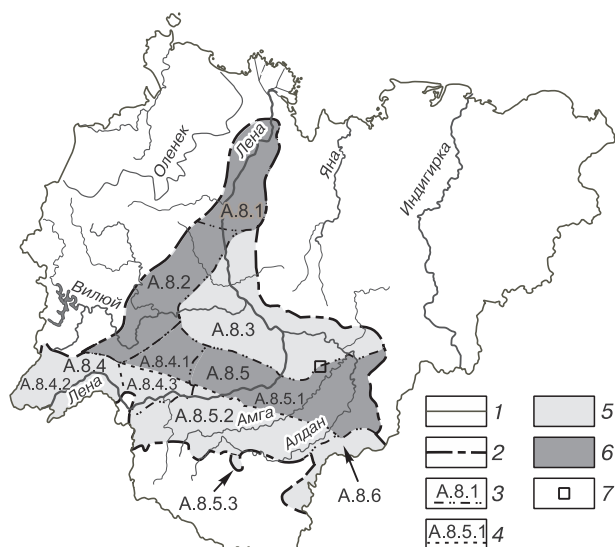 Оленек
Лена
Яна
Индигирка
А.8.1
Вилюй
А.8.2
А.8.3
А.8.4
А.8.4.1
А.8.5
А.8.4.2
Лена
А.8.4.3
А.8.5.1
А.8.5.2
Амга
Алдан
А.8.5.3
А.8.6
1
2
А.8.1 3
А.8.5.1 4
5
6
7